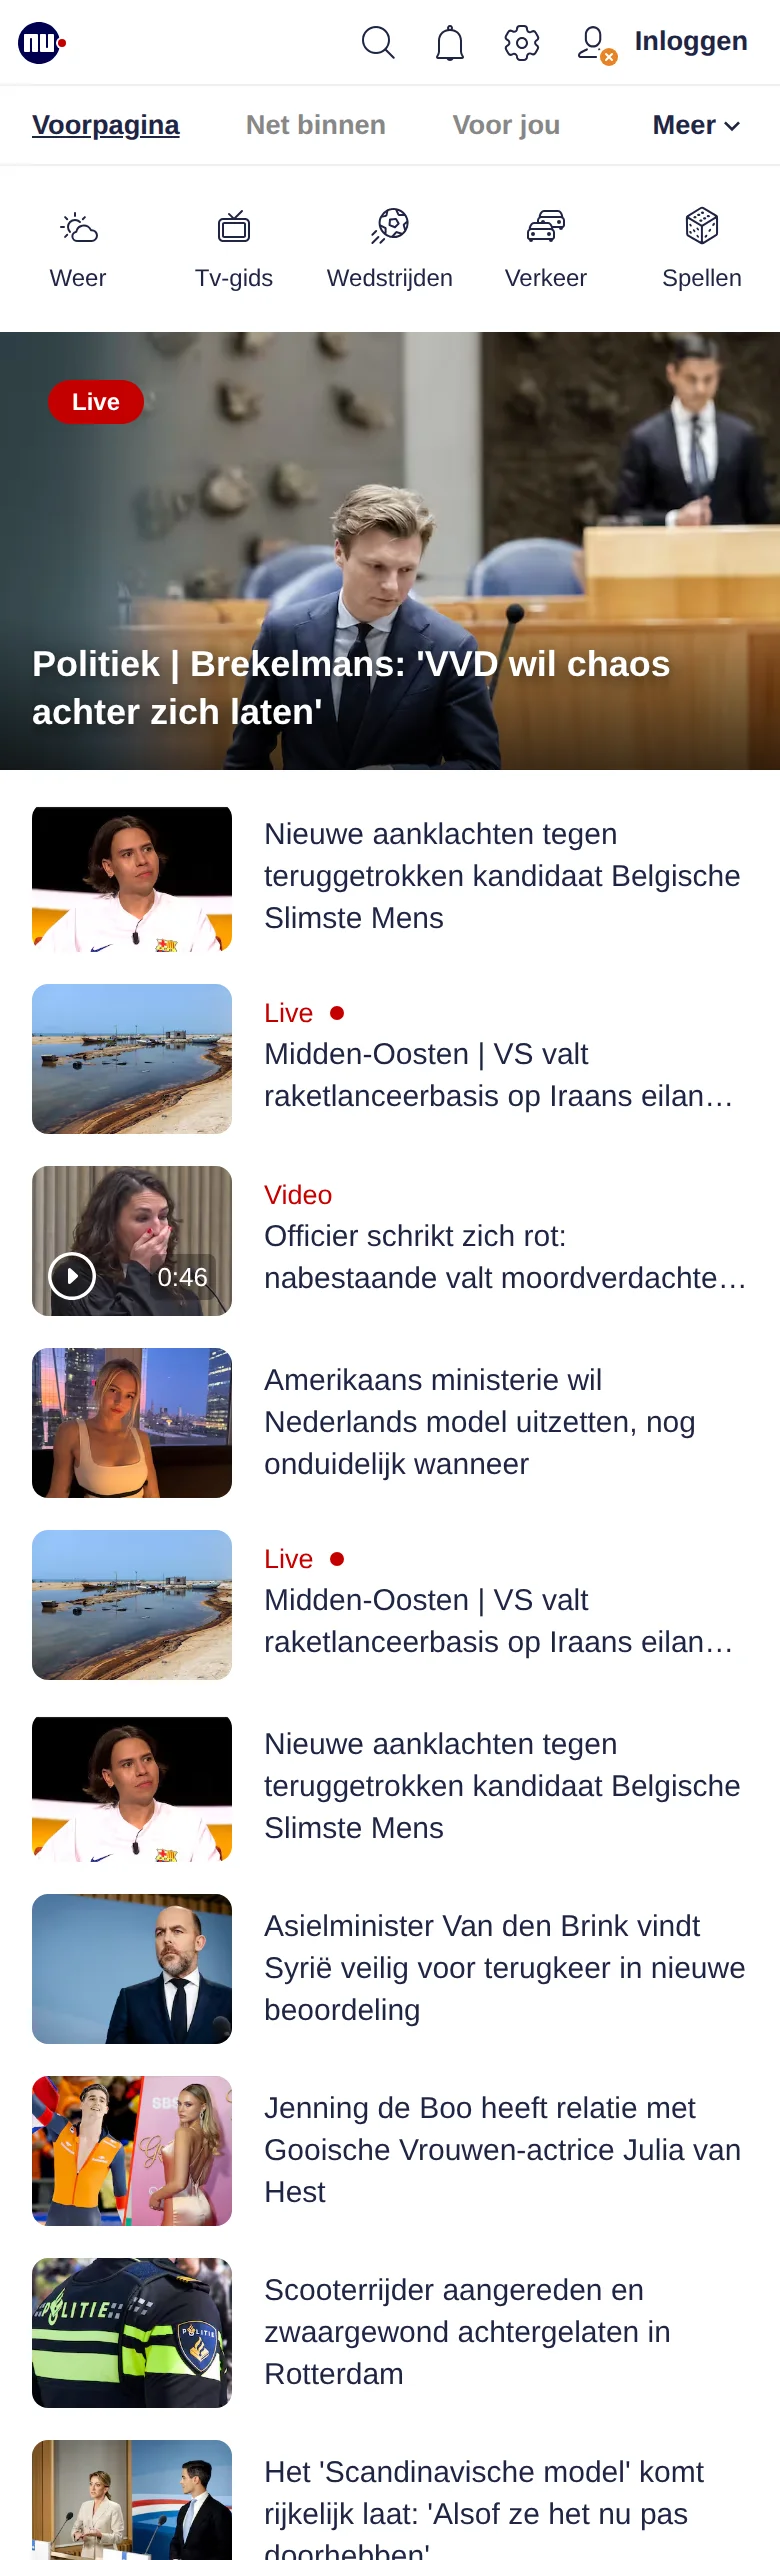 nu
Inloggen
Voorpagina
Net binnen
Voor jou
Meer
Weer
Tv-gids
Wedstrijden
Verkeer
Spellen
Live
Politiek | Brekelmans: 'VVD wil chaos
achter zich laten'
Nieuwe aanklachten tegen
teruggetrokken kandidaat Belgische
Slimste Mens
Live
Midden-Oosten | VS valt
raketlanceerbasis op Iraans eilan…
Video
Officier schrikt zich rot:
nabestaande valt moordverdachte…
0:46
Amerikaans ministerie wil
Nederlands model uitzetten, nog
onduidelijk wanneer
Live
Midden-Oosten | VS valt
raketlanceerbasis op Iraans eilan…
Nieuwe aanklachten tegen
teruggetrokken kandidaat Belgische
Slimste Mens
Asielminister Van den Brink vindt
Syrië veilig voor terugkeer in nieuwe
beoordeling
SBS
Jenning de Boo heeft relatie met
Gooische Vrouwen-actrice Julia van
Hest
POLITIE
POLITIE
Scooterrijder aangereden en
zwaargewond achtergelaten in
Rotterdam
Het 'Scandinavische model' komt
rijkelijk laat: 'Alsof ze het nu pas
doorhebben'